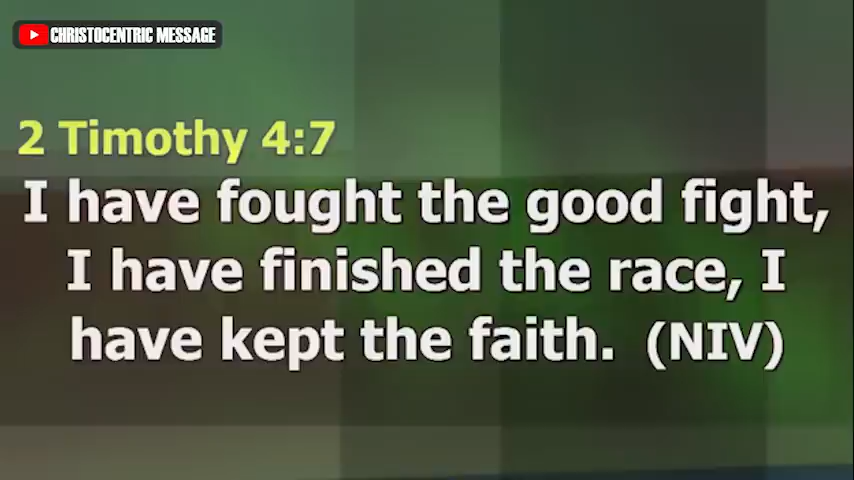 CHRISTOCENTRIC MESSAGE
2 Timothy 4:7
I have fought the good fight,
I have finished the race, I
have kept the faith. (NIV)